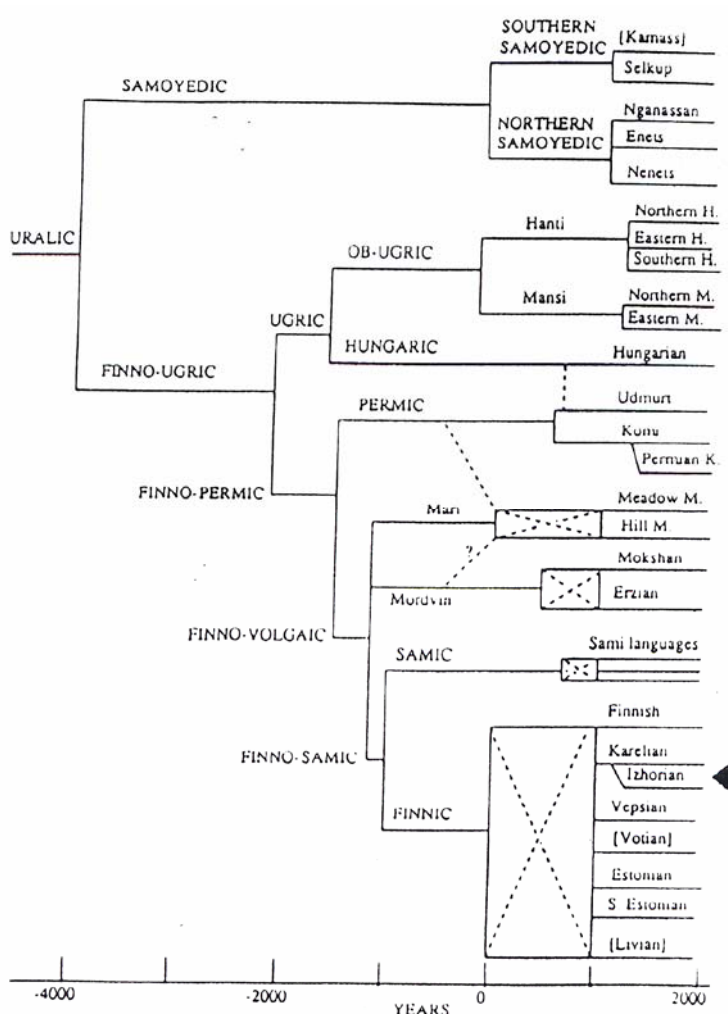 SOUTHERN
SAMOYEDIC
[Kamass]
Selkup
SAMOYEDIC
NORTHERN
SAMOYEDIC
Nganassan
Enets
Nenets
URALIC
OB-UGRIC
Hanti
Northern H.
Eastern H.
Southern H.
Mansi
Northern M.
Eastern M.
UGRIC
HUNGARIC
Hungarian
FINNO-UGRIC
PERMIC
Udmurt
Komi
Permian K.
FINNO-PERMIC
Mari
Meadow M.
Hill M.
?
Mordvin
Mokshan
Erzian
FINNO-VOLGAIC
SAMIC
Sami languages
FINNO-SAMIC
Finnish
Karelian
Izhorian
FINNIC
Vepsian
[Votian]
Estonian
S. Estonian
[Livian]
-4000 -2000 0 2000
YEARS